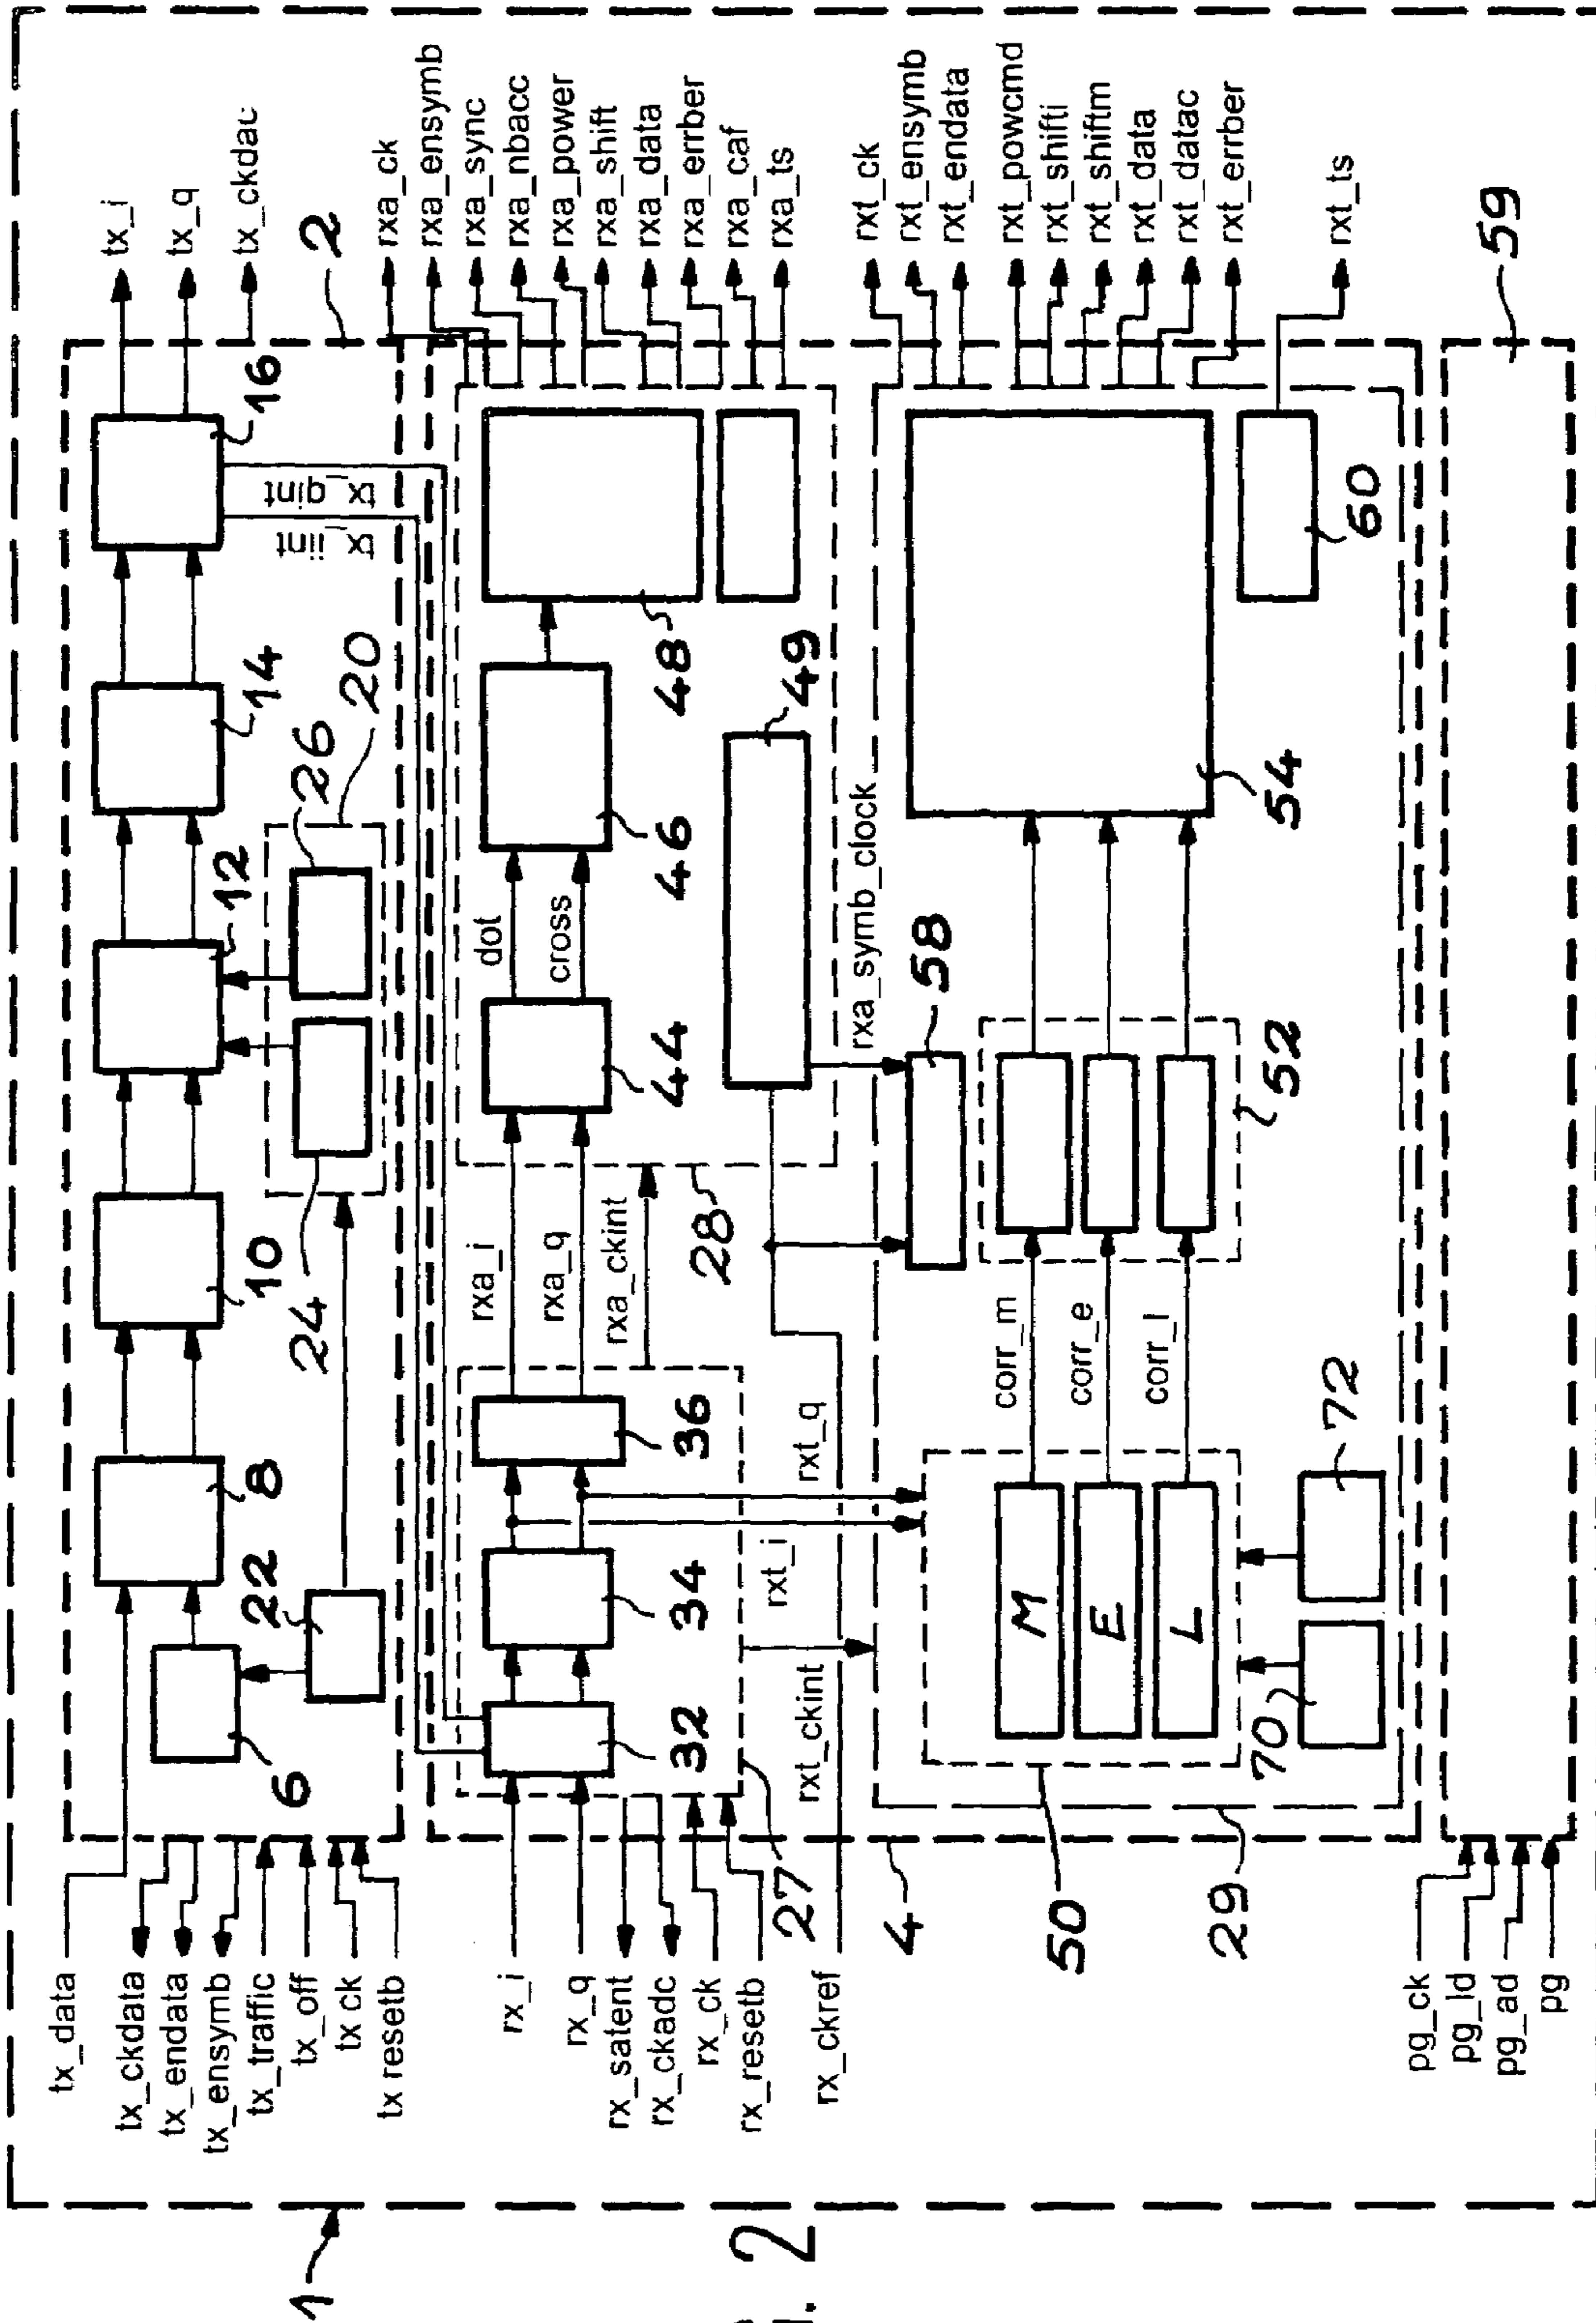 tx_data
tx_ckdata
tx_endata
tx_ensymb
tx_traffic
tx_off
tx ck
tx resetb
6
22
8
10
24
20
26
12
14
16
tx_iint
tx_qint
tx_i
tx_q
tx_ckdac
2
rx_i
rx_q
rx_satent
rx_ckadc
rx_ck
rx_resetb
rx_ckref
27
32
34
36
rxa_i
rxa_q
rxa_ckint
28
44
dot
cross
46
48
49
rxa_symb_clock
rxa_ck
rxa_ensymb
rxa_sync
rxa_nbacc
rxa_power
rxa_shift
rxa_data
rxa_errber
rxa_caf
rxa_ts
rxt_ckint
rxt_i
rxt_q
4
50
29
M
E
L
70
72
corr_m
corr_e
corr_l
52
58
54
60
rxt_ck
rxt_ensymb
rxt_endata
rxt_powcmd
rxt_shifti
rxt_shiftm
rxt_data
rxt_datac
rxt_errber
rxt_ts
pg_ck
pg_ld
pg_ad
pg
59
1
2